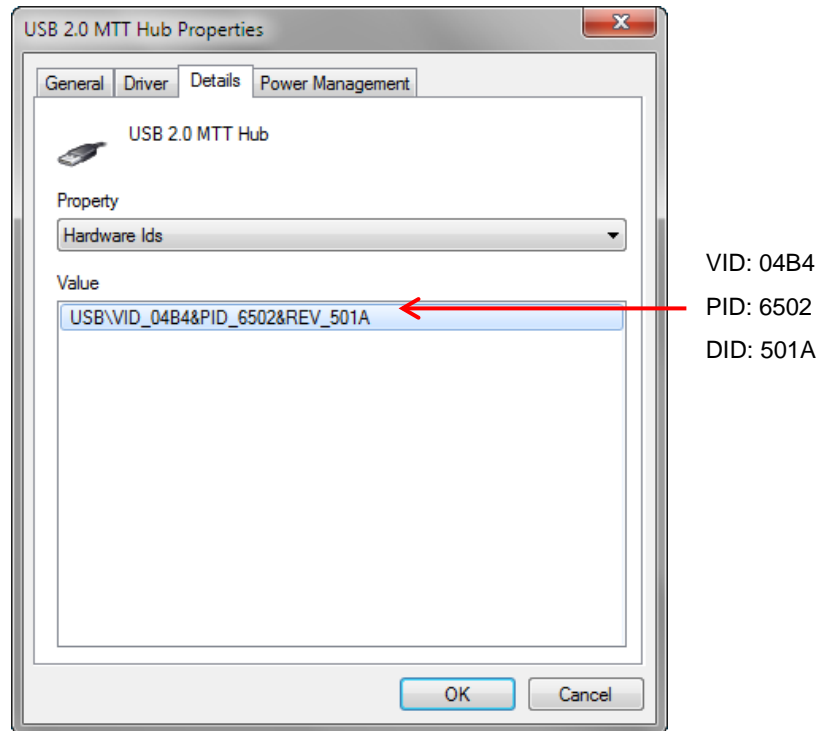 USB 2.0 MTT Hub Properties
General Driver Details Power Management
USB 2.0 MTT Hub
Property
Hardware Ids
Value
USB\VID_04B4&PID_6502&REV_501A
OK Cancel
VID: 04B4
PID: 6502
DID: 501A